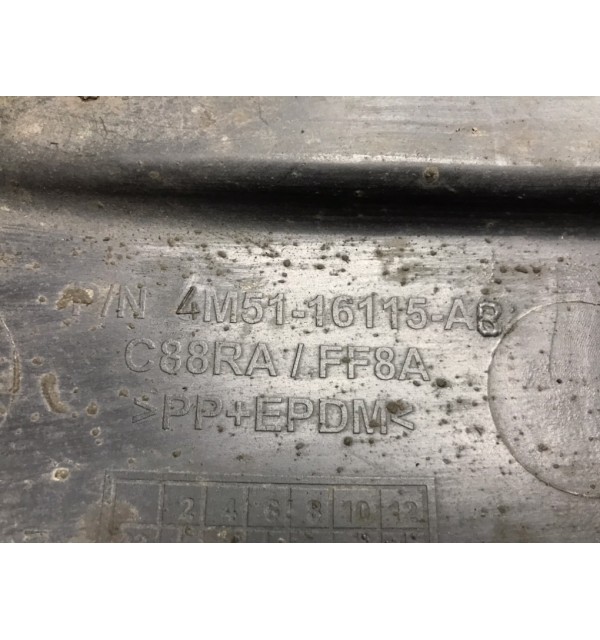 P/N 4M51-16115-AB
C88RA / FF8A
>PP+EPDM<
2 4 6 8 10 12